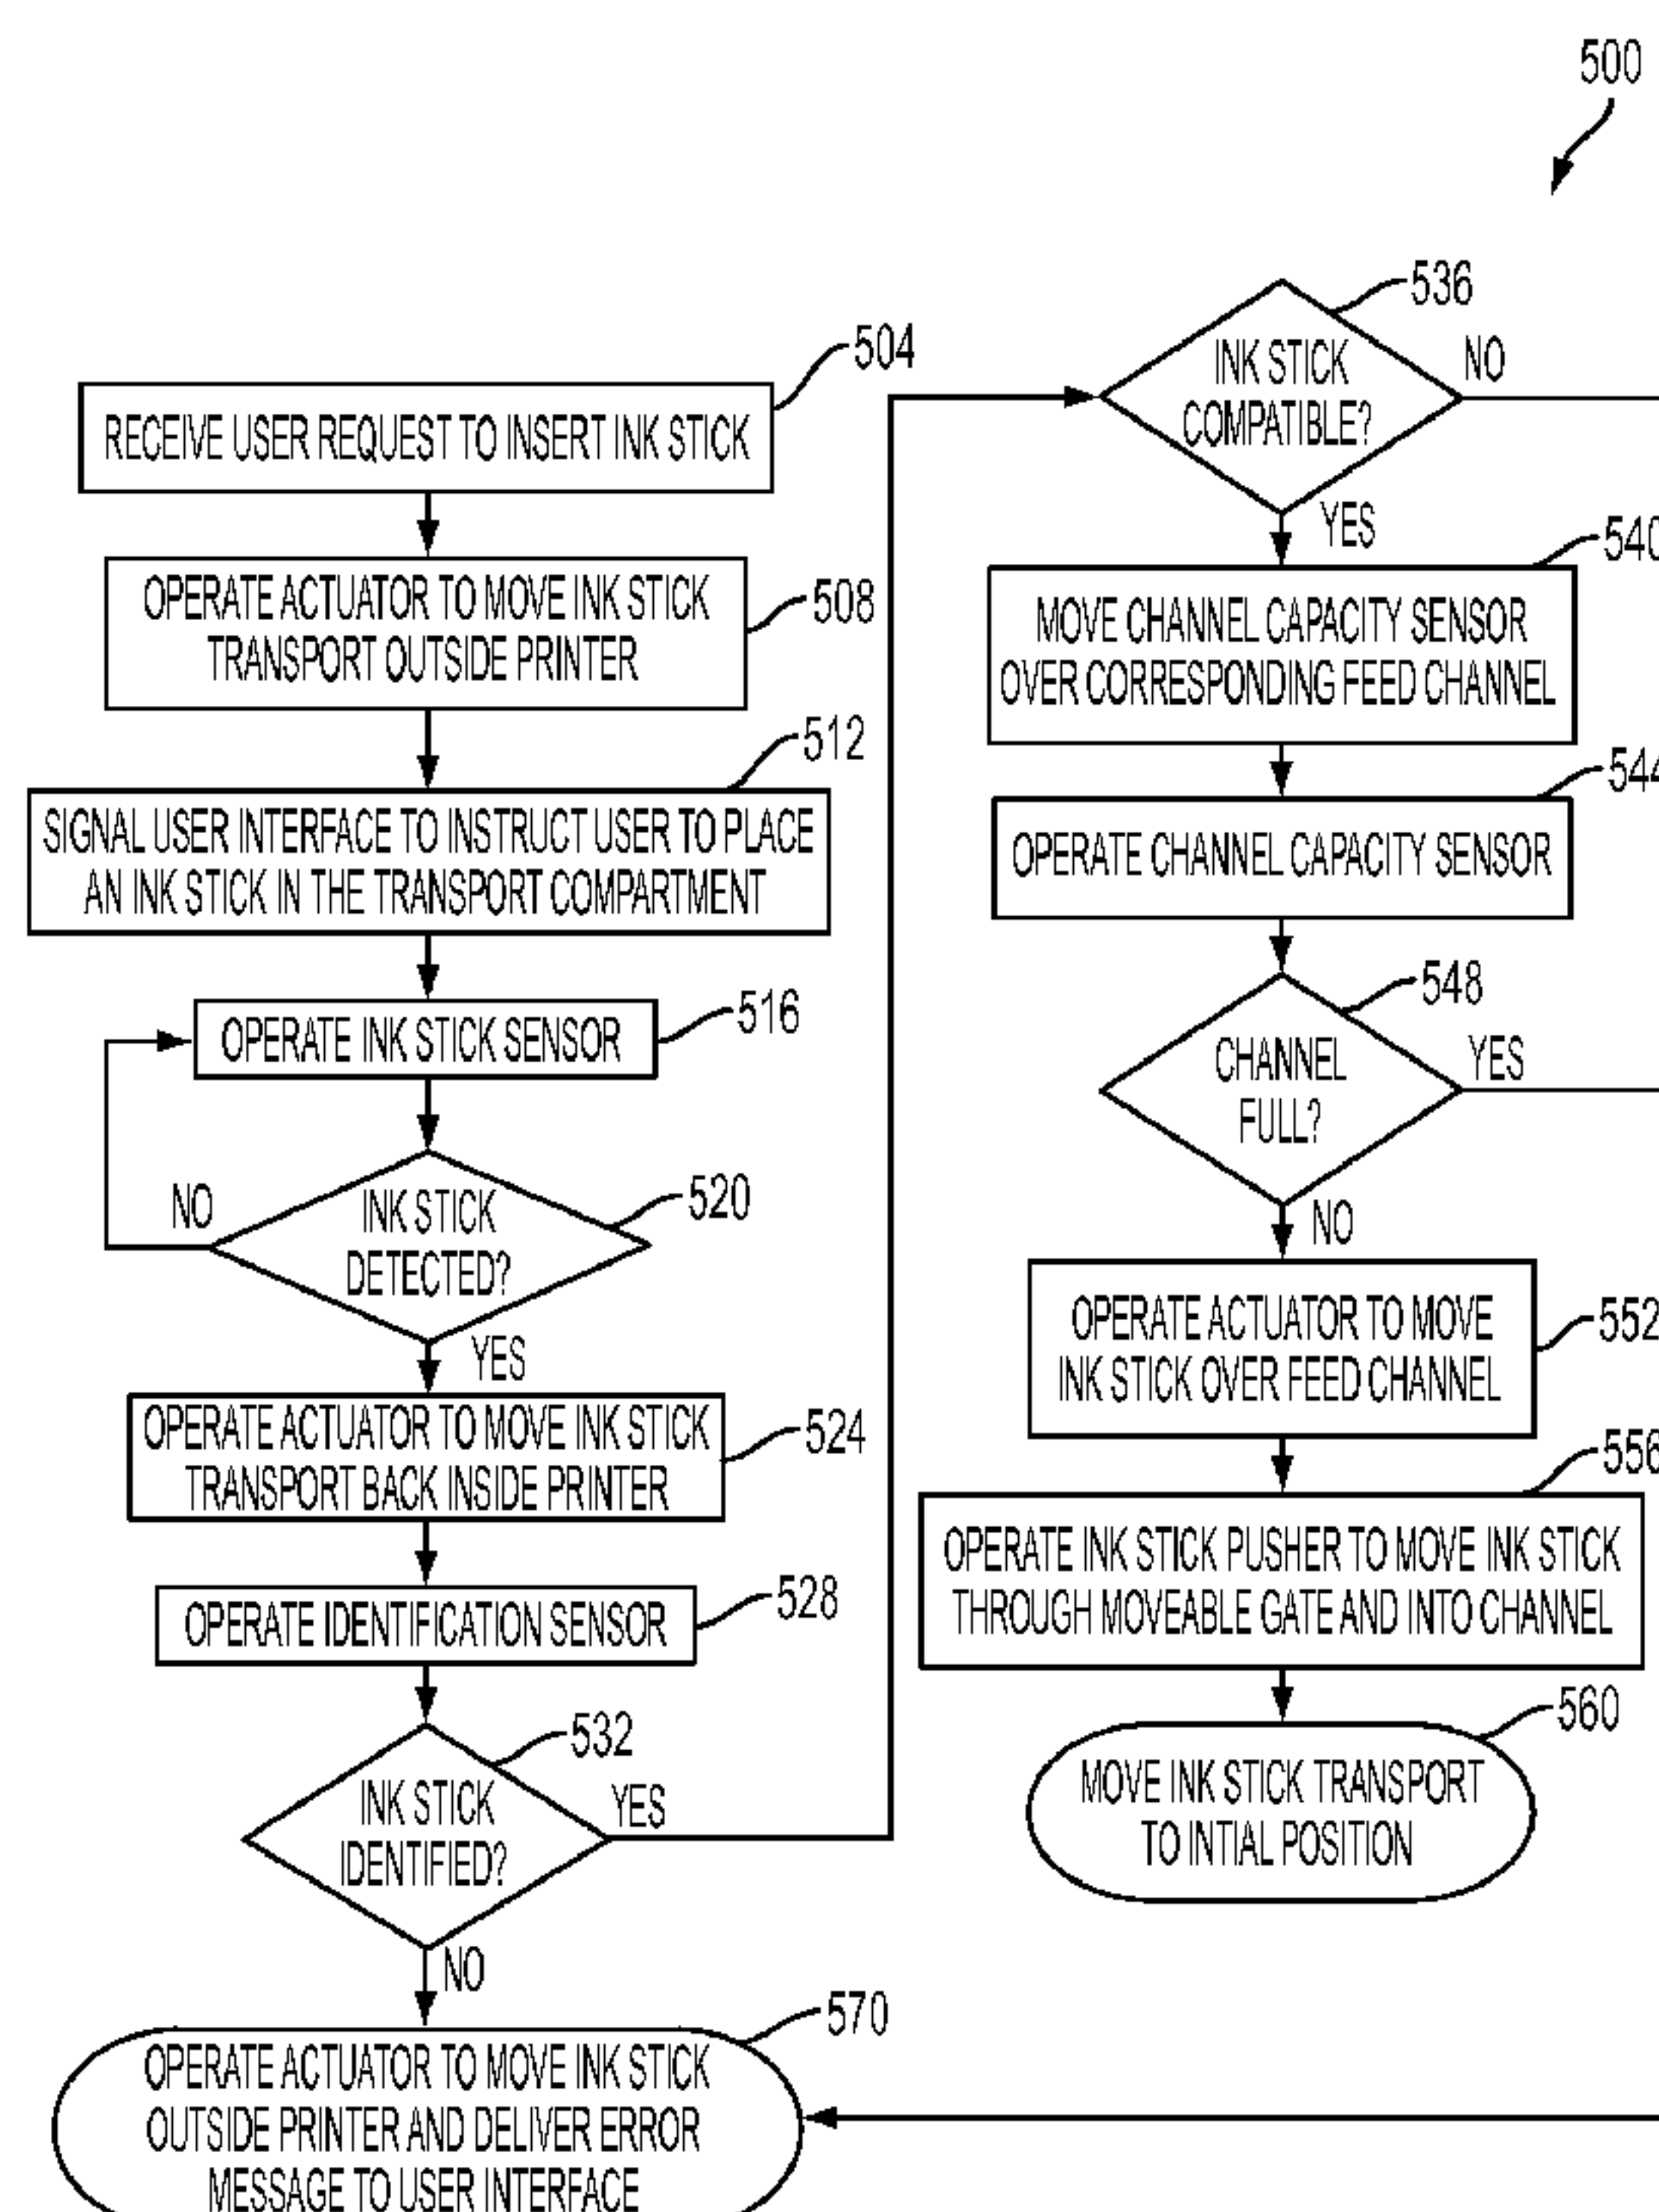 500
504
RECEIVE USER REQUEST TO INSERT INK STICK
OPERATE ACTUATOR TO MOVE INK STICK
TRANSPORT OUTSIDE PRINTER
508
512
SIGNAL USER INTERFACE TO INSTRUCT USER TO PLACE
AN INK STICK IN THE TRANSPORT COMPARTMENT
OPERATE INK STICK SENSOR
516
INK STICK
DETECTED?
520
NO
YES
OPERATE ACTUATOR TO MOVE INK STICK
TRANSPORT BACK INSIDE PRINTER
524
OPERATE IDENTIFICATION SENSOR
528
532
INK STICK
IDENTIFIED?
YES
NO
570
OPERATE ACTUATOR TO MOVE INK STICK
OUTSIDE PRINTER AND DELIVER ERROR
MESSAGE TO USER INTERFACE
536
INK STICK
COMPATIBLE?
NO
YES
540
MOVE CHANNEL CAPACITY SENSOR
OVER CORRESPONDING FEED CHANNEL
544
OPERATE CHANNEL CAPACITY SENSOR
548
CHANNEL
FULL?
YES
NO
OPERATE ACTUATOR TO MOVE
INK STICK OVER FEED CHANNEL
552
556
OPERATE INK STICK PUSHER TO MOVE INK STICK
THROUGH MOVEABLE GATE AND INTO CHANNEL
560
MOVE INK STICK TRANSPORT
TO INTIAL POSITION